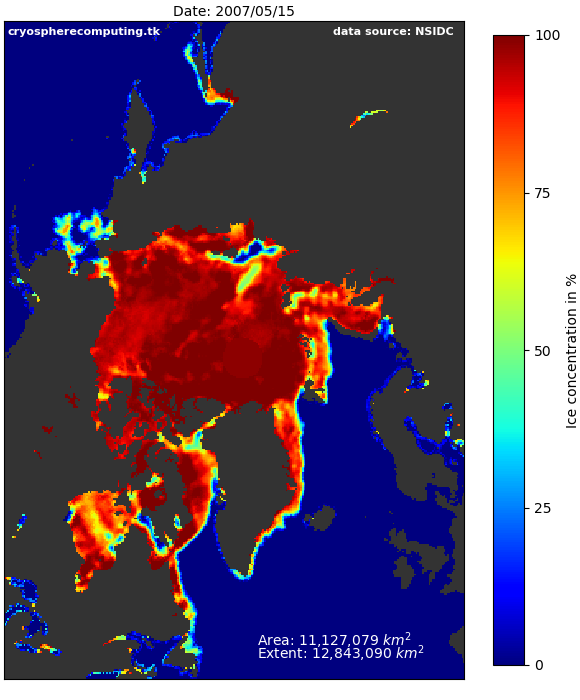 Date: 2007/05/15
cryospherecomputing.tk data source: NSIDC
100
75
50
25
0
Ice concentration in %
Area: 11,127,079 km²
Extent: 12,843,090 km²